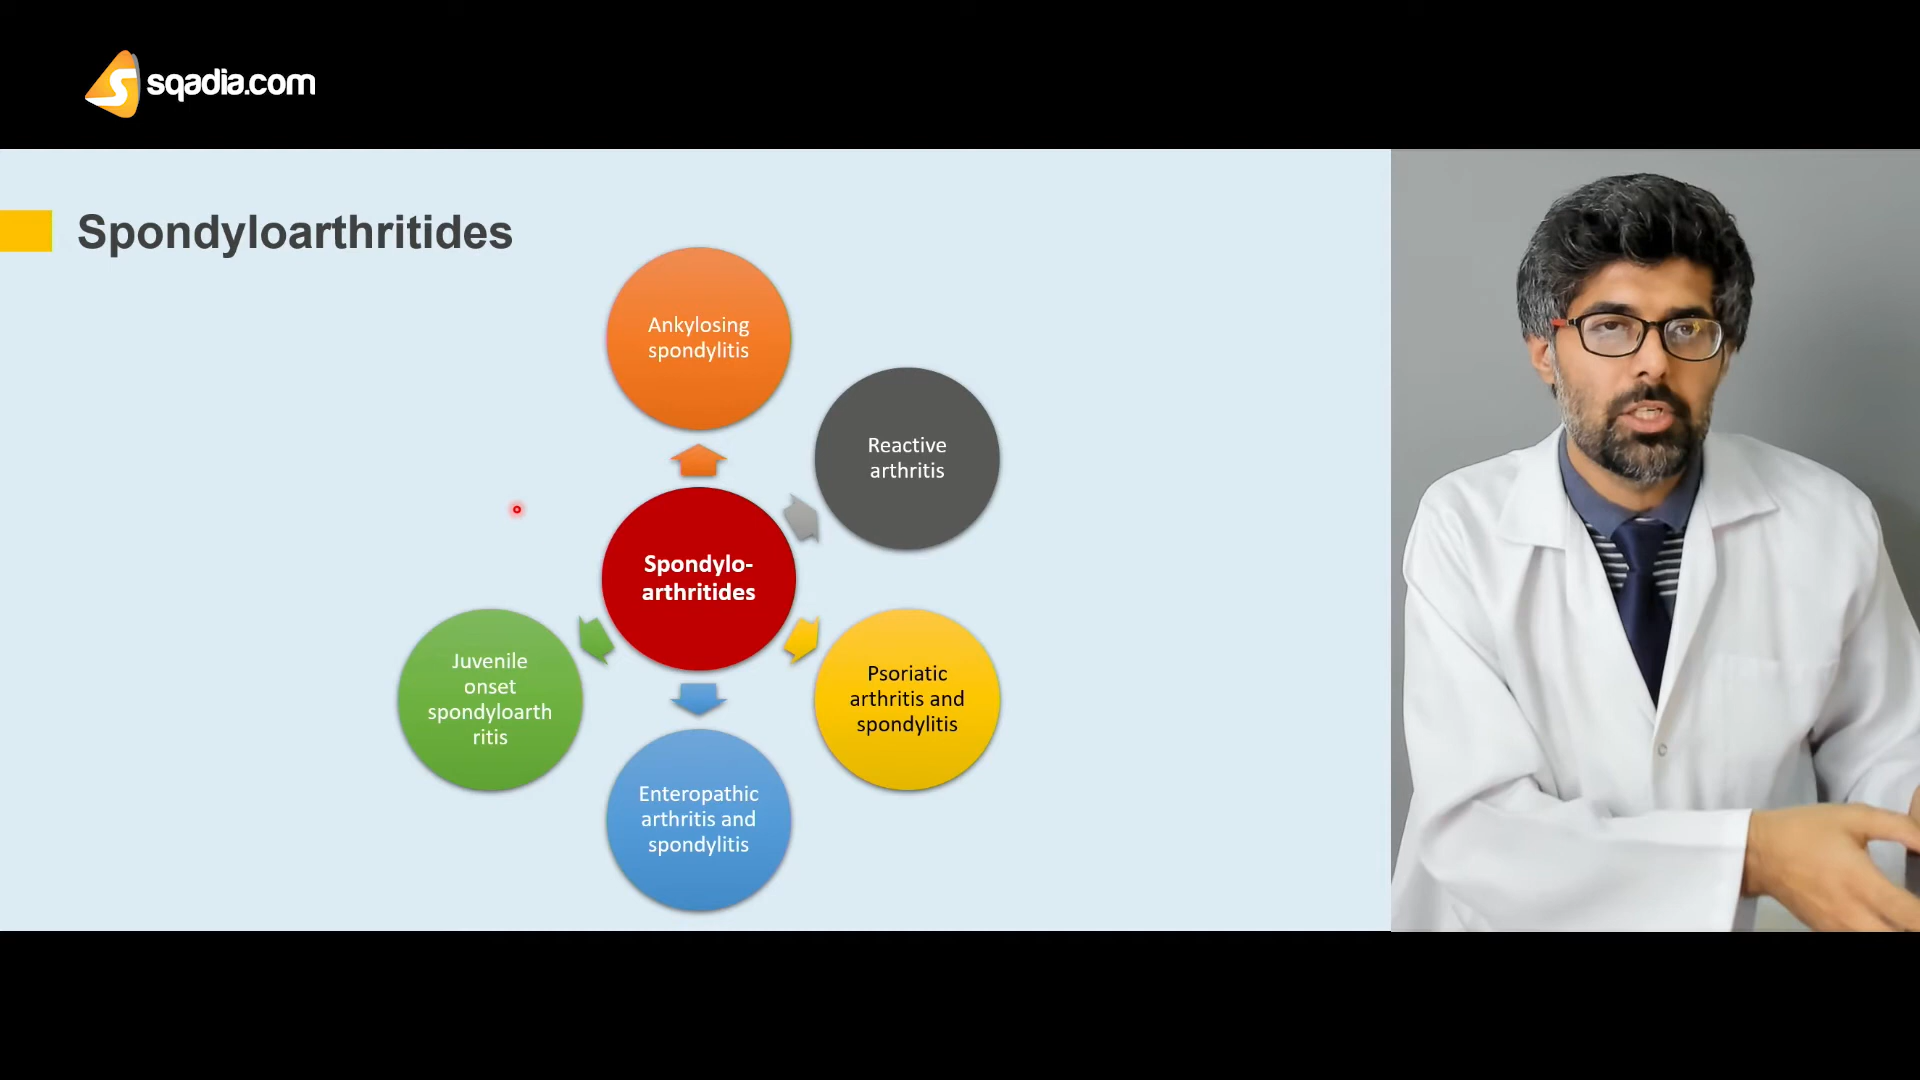 sqadia.com
Spondyloarthritides
Ankylosing
spondylitis
Reactive
arthritis
Spondylo-
arthritides
Juvenile
onset
spondyloarth
ritis
Psoriatic
arthritis and
spondylitis
Enteropathic
arthritis and
spondylitis